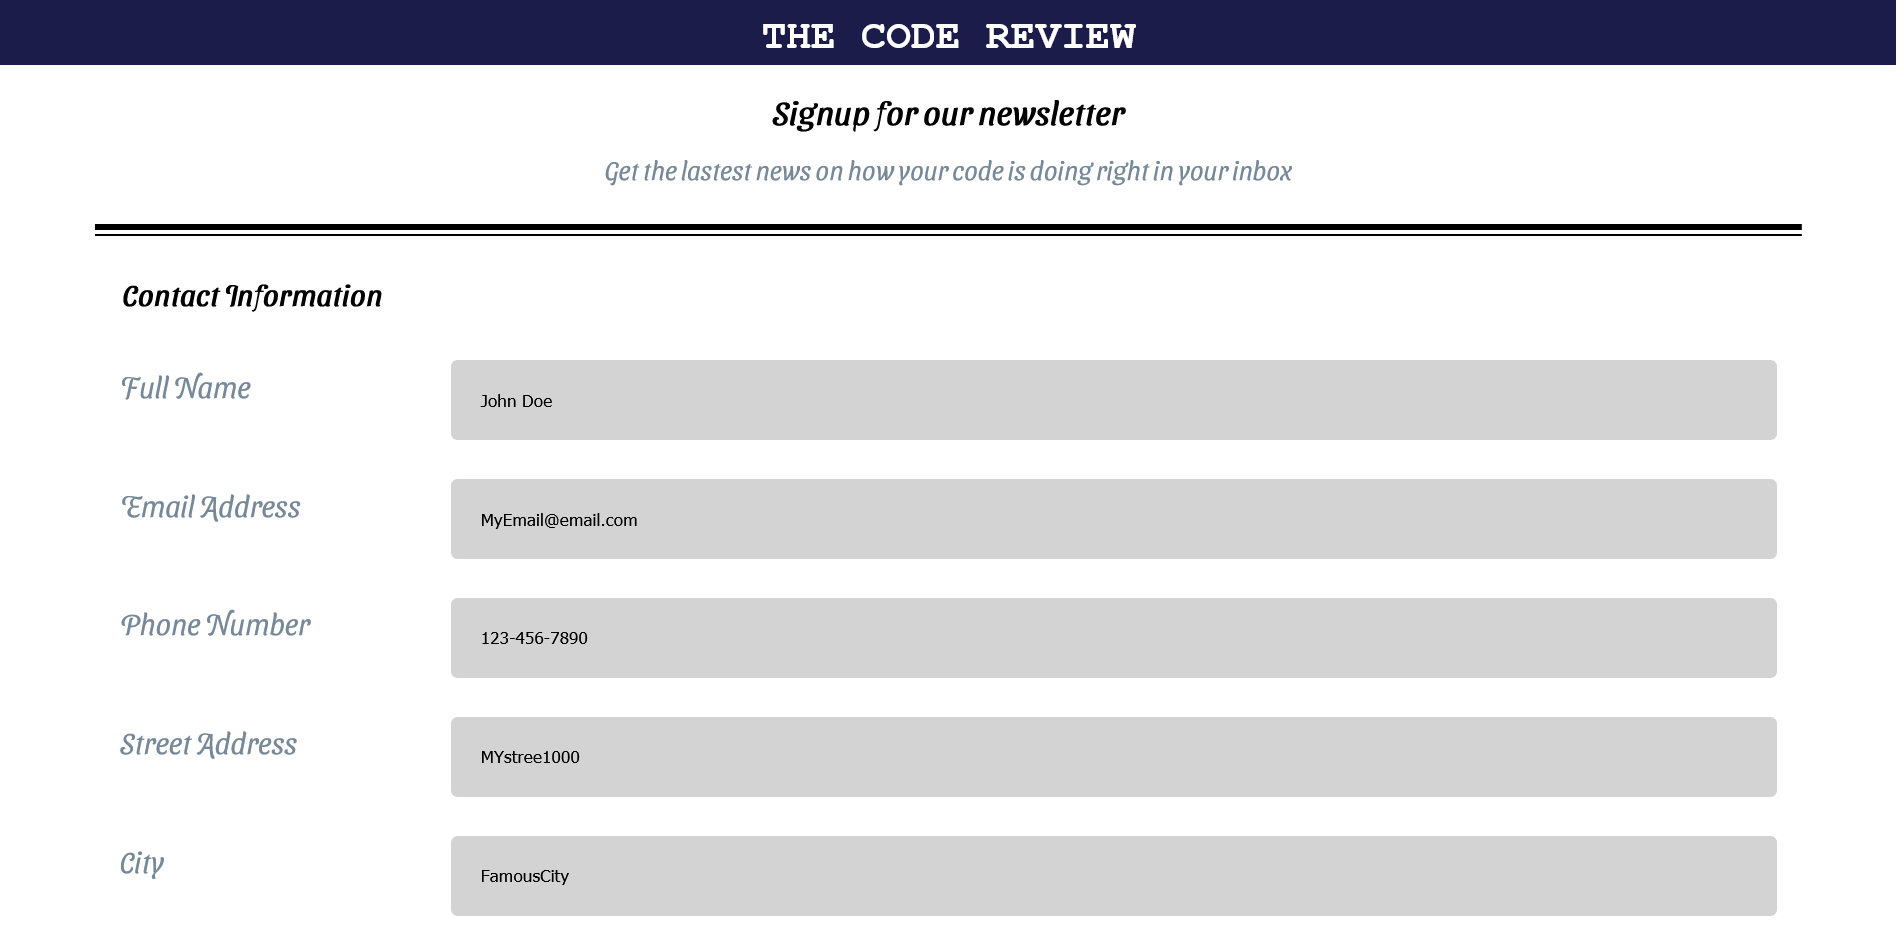 THE CODE REVIEW
Signup for our newsletter
Get the lastest news on how your code is doing right in your inbox
Contact Information
Full Name
John Doe
Email Address
MyEmail@email.com
Phone Number
123-456-7890
Street Address
MYstree1000
City
FamousCity